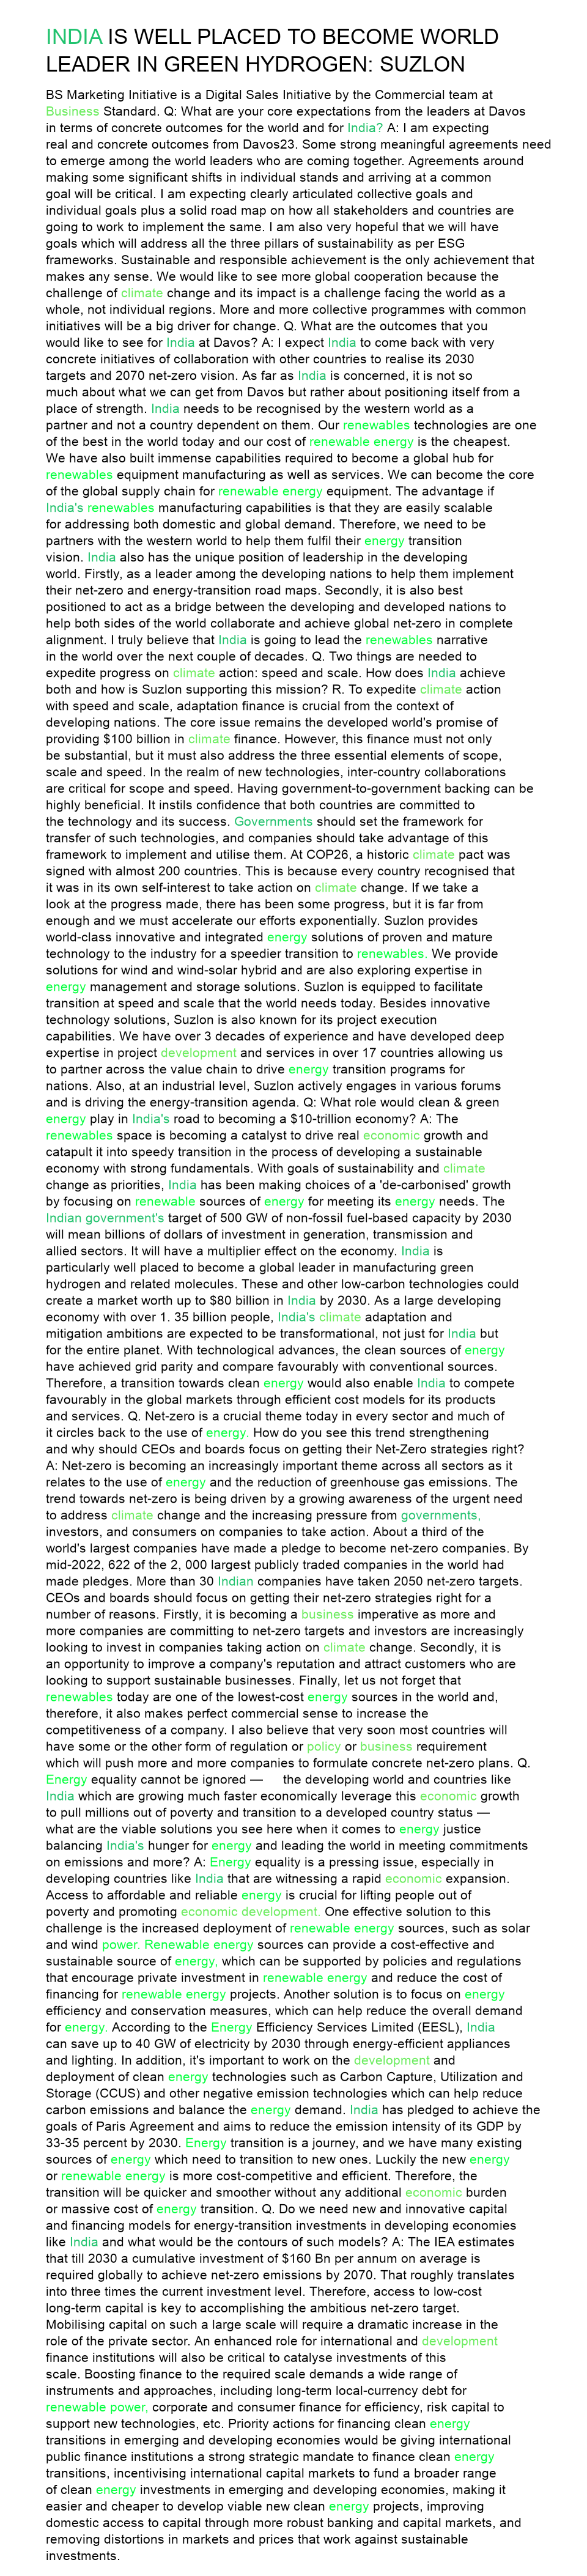 INDIA IS WELL PLACED TO BECOME WORLD
LEADER IN GREEN HYDROGEN: SUZLON
BS Marketing Initiative is a Digital Sales Initiative by the Commercial team at
Business Standard. Q: What are your core expectations from the leaders at Davos
in terms of concrete outcomes for the world and for India? A: I am expecting
real and concrete outcomes from Davos23. Some strong meaningful agreements need
to emerge among the world leaders who are coming together. Agreements around
making some significant shifts in individual stands and arriving at a common
goal will be critical. I am expecting clearly articulated collective goals and
individual goals plus a solid road map on how all stakeholders and countries are
going to work to implement the same. I am also very hopeful that we will have
goals which will address all the three pillars of sustainability as per ESG
frameworks. Sustainable and responsible achievement is the only achievement that
makes any sense. We would like to see more global cooperation because the
challenge of climate change and its impact is a challenge facing the world as a
whole, not individual regions. More and more collective programmes with common
initiatives will be a big driver for change. Q. What are the outcomes that you
would like to see for India at Davos? A: I expect India to come back with very
concrete initiatives of collaboration with other countries to realise its 2030
targets and 2070 net-zero vision. As far as India is concerned, it is not so
much about what we can get from Davos but rather about positioning itself from a
place of strength. India needs to be recognised by the western world as a
partner and not a country dependent on them. Our renewables technologies are one
of the best in the world today and our cost of renewable energy is the cheapest.
We have also built immense capabilities required to become a global hub for
renewables equipment manufacturing as well as services. We can become the core
of the global supply chain for renewable energy equipment. The advantage if
India's renewables manufacturing capabilities is that they are easily scalable
for addressing both domestic and global demand. Therefore, we need to be
partners with the western world to help them fulfil their energy transition
vision. India also has the unique position of leadership in the developing
world. Firstly, as a leader among the developing nations to help them implement
their net-zero and energy-transition road maps. Secondly, it is also best
positioned to act as a bridge between the developing and developed nations to
help both sides of the world collaborate and achieve global net-zero in complete
alignment. I truly believe that India is going to lead the renewables narrative
in the world over the next couple of decades. Q. Two things are needed to
expedite progress on climate action: speed and scale. How does India achieve
both and how is Suzlon supporting this mission? R. To expedite climate action
with speed and scale, adaptation finance is crucial from the context of
developing nations. The core issue remains the developed world's promise of
providing $100 billion in climate finance. However, this finance must not only
be substantial, but it must also address the three essential elements of scope,
scale and speed. In the realm of new technologies, inter-country collaborations
are critical for scope and speed. Having government-to-government backing can be
highly beneficial. It instils confidence that both countries are committed to
the technology and its success. Governments should set the framework for
transfer of such technologies, and companies should take advantage of this
framework to implement and utilise them. At COP26, a historic climate pact was
signed with almost 200 countries. This is because every country recognised that
it was in its own self-interest to take action on climate change. If we take a
look at the progress made, there has been some progress, but it is far from
enough and we must accelerate our efforts exponentially. Suzlon provides
world-class innovative and integrated energy solutions of proven and mature
technology to the industry for a speedier transition to renewables. We provide
solutions for wind and wind-solar hybrid and are also exploring expertise in
energy management and storage solutions. Suzlon is equipped to facilitate
transition at speed and scale that the world needs today. Besides innovative
technology solutions, Suzlon is also known for its project execution
capabilities. We have over 3 decades of experience and have developed deep
expertise in project development and services in over 17 countries allowing us
to partner across the value chain to drive energy transition programs for
nations. Also, at an industrial level, Suzlon actively engages in various forums
and is driving the energy-transition agenda. Q: What role would clean & green
energy play in India's road to becoming a $10-trillion economy? A: The
renewables space is becoming a catalyst to drive real economic growth and
catapult it into speedy transition in the process of developing a sustainable
economy with strong fundamentals. With goals of sustainability and climate
change as priorities, India has been making choices of a 'de-carbonised' growth
by focusing on renewable sources of energy for meeting its energy needs. The
Indian government's target of 500 GW of non-fossil fuel-based capacity by 2030
will mean billions of dollars of investment in generation, transmission and
allied sectors. It will have a multiplier effect on the economy. India is
particularly well placed to become a global leader in manufacturing green
hydrogen and related molecules. These and other low-carbon technologies could
create a market worth up to $80 billion in India by 2030. As a large developing
economy with over 1. 35 billion people, India's climate adaptation and
mitigation ambitions are expected to be transformational, not just for India but
for the entire planet. With technological advances, the clean sources of energy
have achieved grid parity and compare favourably with conventional sources.
Therefore, a transition towards clean energy would also enable India to compete
favourably in the global markets through efficient cost models for its products
and services. Q. Net-zero is a crucial theme today in every sector and much of
it circles back to the use of energy. How do you see this trend strengthening
and why should CEOs and boards focus on getting their Net-Zero strategies right?
A: Net-zero is becoming an increasingly important theme across all sectors as it
relates to the use of energy and the reduction of greenhouse gas emissions. The
trend towards net-zero is being driven by a growing awareness of the urgent need
to address climate change and the increasing pressure from governments,
investors, and consumers on companies to take action. About a third of the
world's largest companies have made a pledge to become net-zero companies. By
mid-2022, 622 of the 2, 000 largest publicly traded companies in the world had
made pledges. More than 30 Indian companies have taken 2050 net-zero targets.
CEOs and boards should focus on getting their net-zero strategies right for a
number of reasons. Firstly, it is becoming a business imperative as more and
more companies are committing to net-zero targets and investors are increasingly
looking to invest in companies taking action on climate change. Secondly, it is
an opportunity to improve a company's reputation and attract customers who are
looking to support sustainable businesses. Finally, let us not forget that
renewables today are one of the lowest-cost energy sources in the world and,
therefore, it also makes perfect commercial sense to increase the
competitiveness of a company. I also believe that very soon most countries will
have some or the other form of regulation or policy or business requirement
which will push more and more companies to formulate concrete net-zero plans. Q.
Energy equality cannot be ignored — the developing world and countries like
India which are growing much faster economically leverage this economic growth
to pull millions out of poverty and transition to a developed country status —
what are the viable solutions you see here when it comes to energy justice
balancing India's hunger for energy and leading the world in meeting commitments
on emissions and more? A: Energy equality is a pressing issue, especially in
developing countries like India that are witnessing a rapid economic expansion.
Access to affordable and reliable energy is crucial for lifting people out of
poverty and promoting economic development. One effective solution to this
challenge is the increased deployment of renewable energy sources, such as solar
and wind power. Renewable energy sources can provide a cost-effective and
sustainable source of energy, which can be supported by policies and regulations
that encourage private investment in renewable energy and reduce the cost of
financing for renewable energy projects. Another solution is to focus on energy
efficiency and conservation measures, which can help reduce the overall demand
for energy. According to the Energy Efficiency Services Limited (EESL), India
can save up to 40 GW of electricity by 2030 through energy-efficient appliances
and lighting. In addition, it's important to work on the development and
deployment of clean energy technologies such as Carbon Capture, Utilization and
Storage (CCUS) and other negative emission technologies which can help reduce
carbon emissions and balance the energy demand. India has pledged to achieve the
goals of Paris Agreement and aims to reduce the emission intensity of its GDP by
33-35 percent by 2030. Energy transition is a journey, and we have many existing
sources of energy which need to transition to new ones. Luckily the new energy
or renewable energy is more cost-competitive and efficient. Therefore, the
transition will be quicker and smoother without any additional economic burden
or massive cost of energy transition. Q. Do we need new and innovative capital
and financing models for energy-transition investments in developing economies
like India and what would be the contours of such models? A: The IEA estimates
that till 2030 a cumulative investment of $160 Bn per annum on average is
required globally to achieve net-zero emissions by 2070. That roughly translates
into three times the current investment level. Therefore, access to low-cost
long-term capital is key to accomplishing the ambitious net-zero target.
Mobilising capital on such a large scale will require a dramatic increase in the
role of the private sector. An enhanced role for international and development
finance institutions will also be critical to catalyse investments of this
scale. Boosting finance to the required scale demands a wide range of
instruments and approaches, including long-term local-currency debt for
renewable power, corporate and consumer finance for efficiency, risk capital to
support new technologies, etc. Priority actions for financing clean energy
transitions in emerging and developing economies would be giving international
public finance institutions a strong strategic mandate to finance clean energy
transitions, incentivising international capital markets to fund a broader range
of clean energy investments in emerging and developing economies, making it
easier and cheaper to develop viable new clean energy projects, improving
domestic access to capital through more robust banking and capital markets, and
removing distortions in markets and prices that work against sustainable
investments.